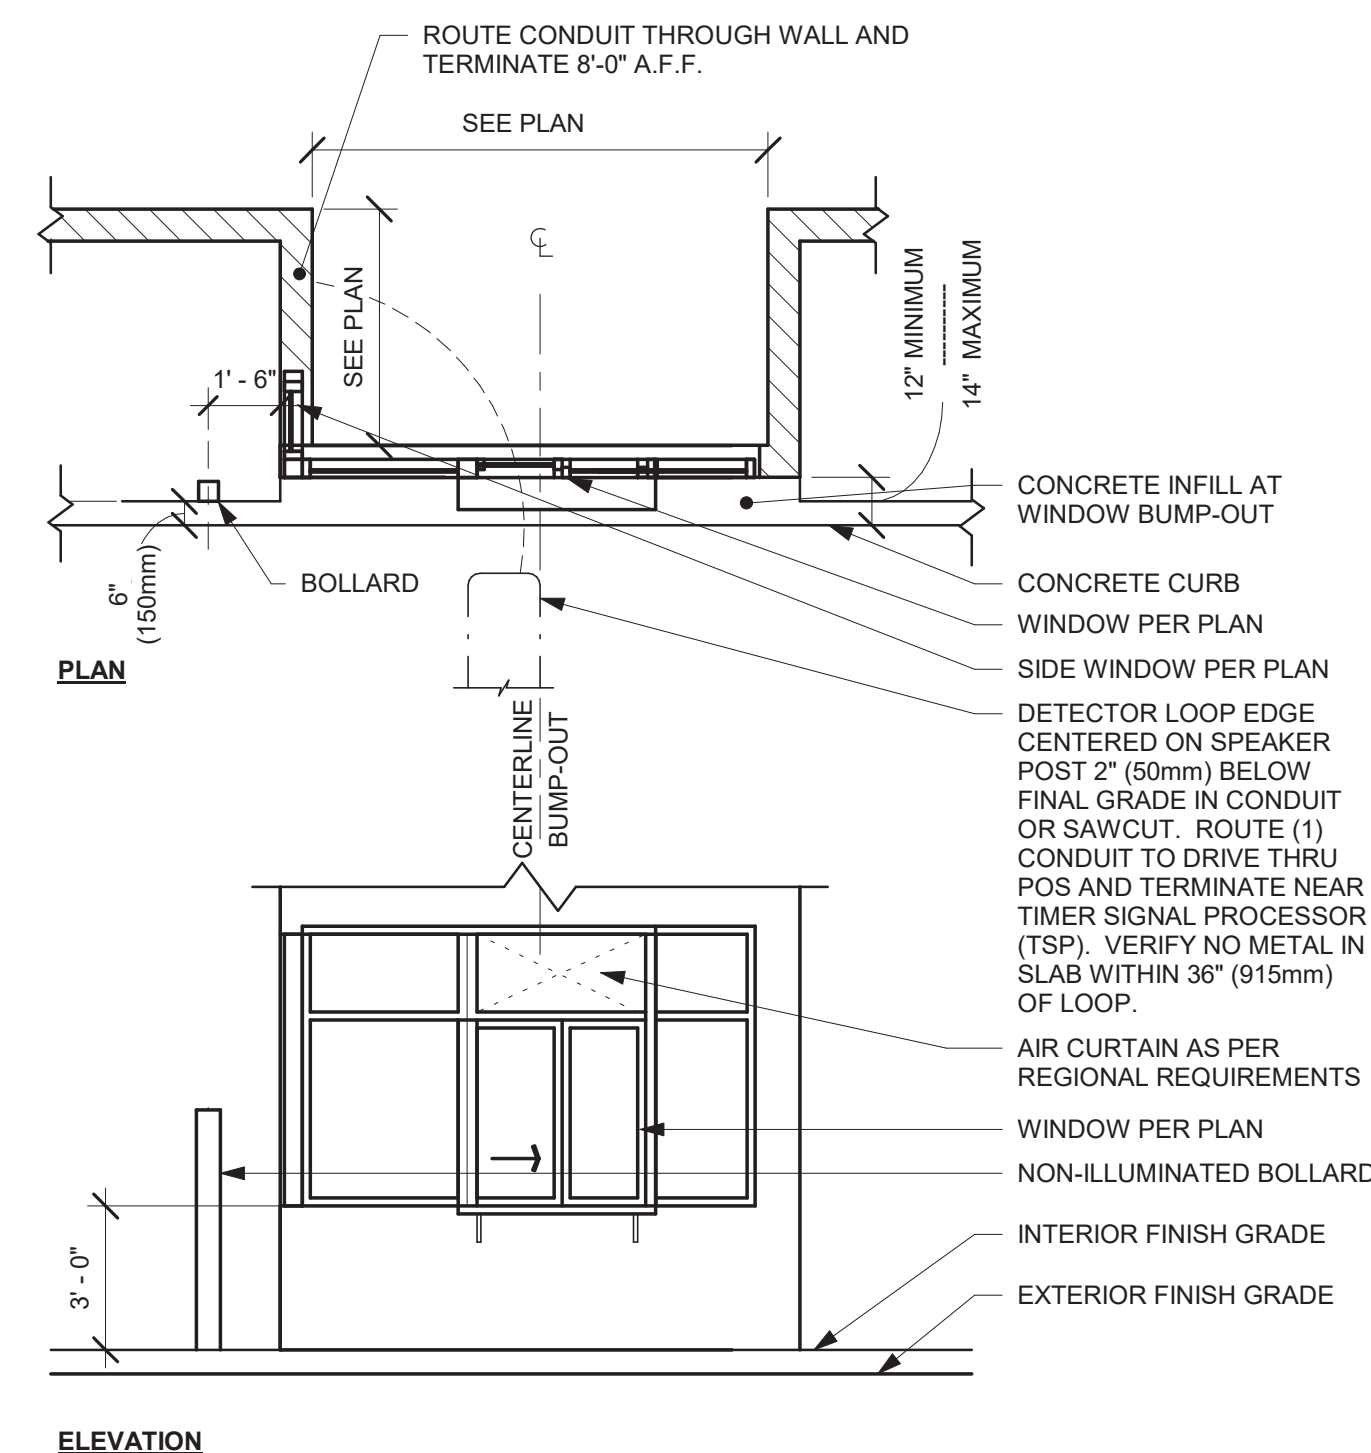 ROUTE CONDUIT THROUGH WALL AND
TERMINATE 8'-0" A.F.F.
SEE PLAN
SEE PLAN
1' - 6"
12" MINIMUM
14" MAXIMUM
6"
(150mm)
BOLLARD
PLAN
CONCRETE INFILL AT
WINDOW BUMP-OUT
CONCRETE CURB
WINDOW PER PLAN
SIDE WINDOW PER PLAN
DETECTOR LOOP EDGE
CENTERED ON SPEAKER
POST 2" (50mm) BELOW
FINAL GRADE IN CONDUIT
OR SAWCUT. ROUTE (1)
CONDUIT TO DRIVE THRU
POS AND TERMINATE NEAR
TIMER SIGNAL PROCESSOR
(TSP). VERIFY NO METAL IN
SLAB WITHIN 36" (915mm)
OF LOOP.
CENTERLINE
BUMP-OUT
AIR CURTAIN AS PER
REGIONAL REQUIREMENTS
WINDOW PER PLAN
NON-ILLUMINATED BOLLARD
INTERIOR FINISH GRADE
EXTERIOR FINISH GRADE
3' - 0"
ELEVATION